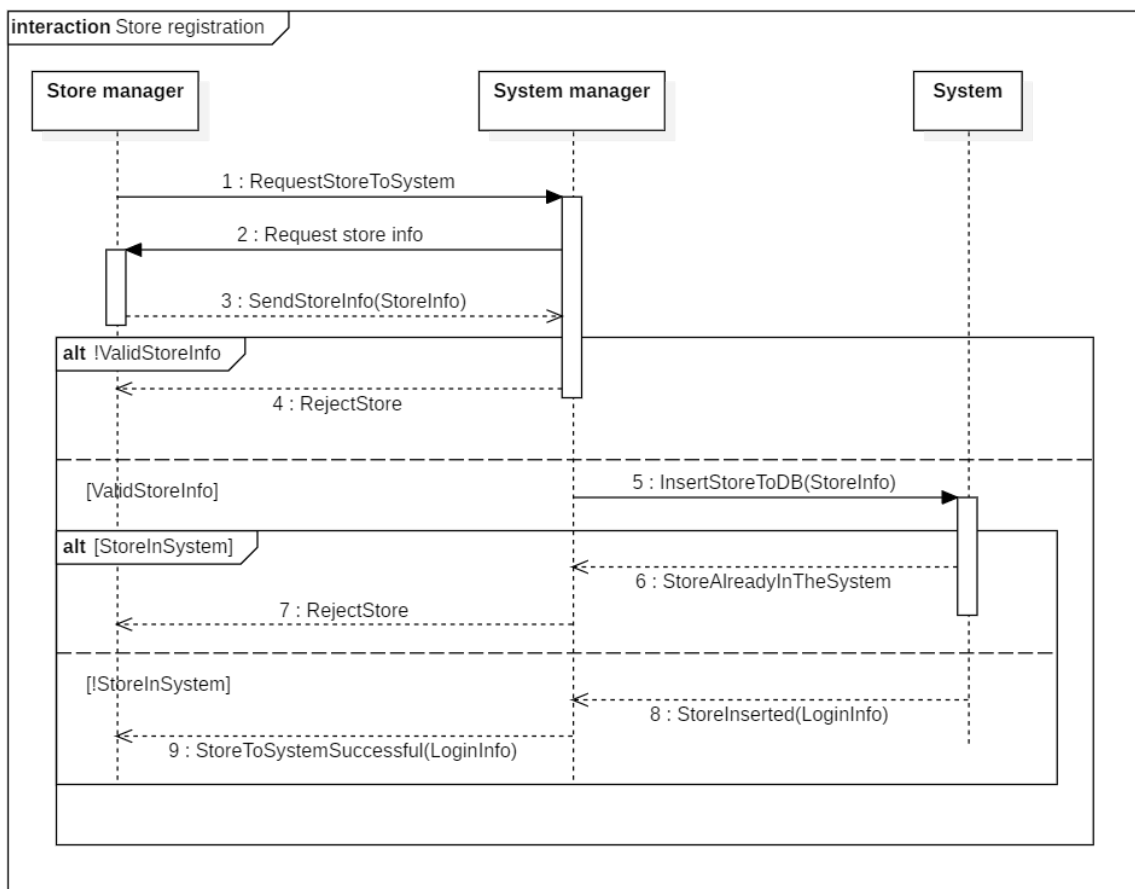 interaction Store registration
Store manager
System manager
System
1 : RequestStoreToSystem
2 : Request store info
3 : SendStoreInfo(StoreInfo)
alt !ValidStoreInfo
4 : RejectStore
[ValidStoreInfo]
5 : InsertStoreToDB(StoreInfo)
alt [StoreInSystem]
6 : StoreAlreadyInTheSystem
7 : RejectStore
[!StoreInSystem]
8 : StoreInserted(LoginInfo)
9 : StoreToSystemSuccessful(LoginInfo)